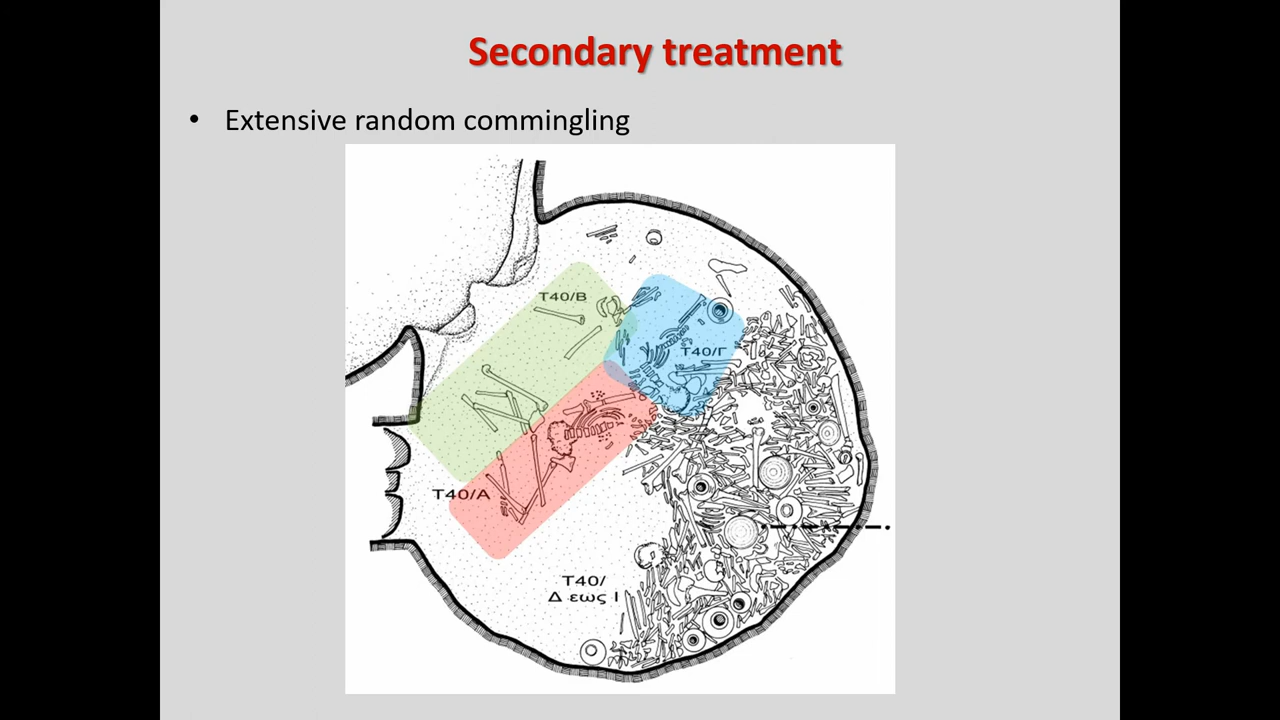 Secondary treatment
• Extensive random commingling
T40/B
T40/Γ
T40/A
T40/
Δ εως Ι